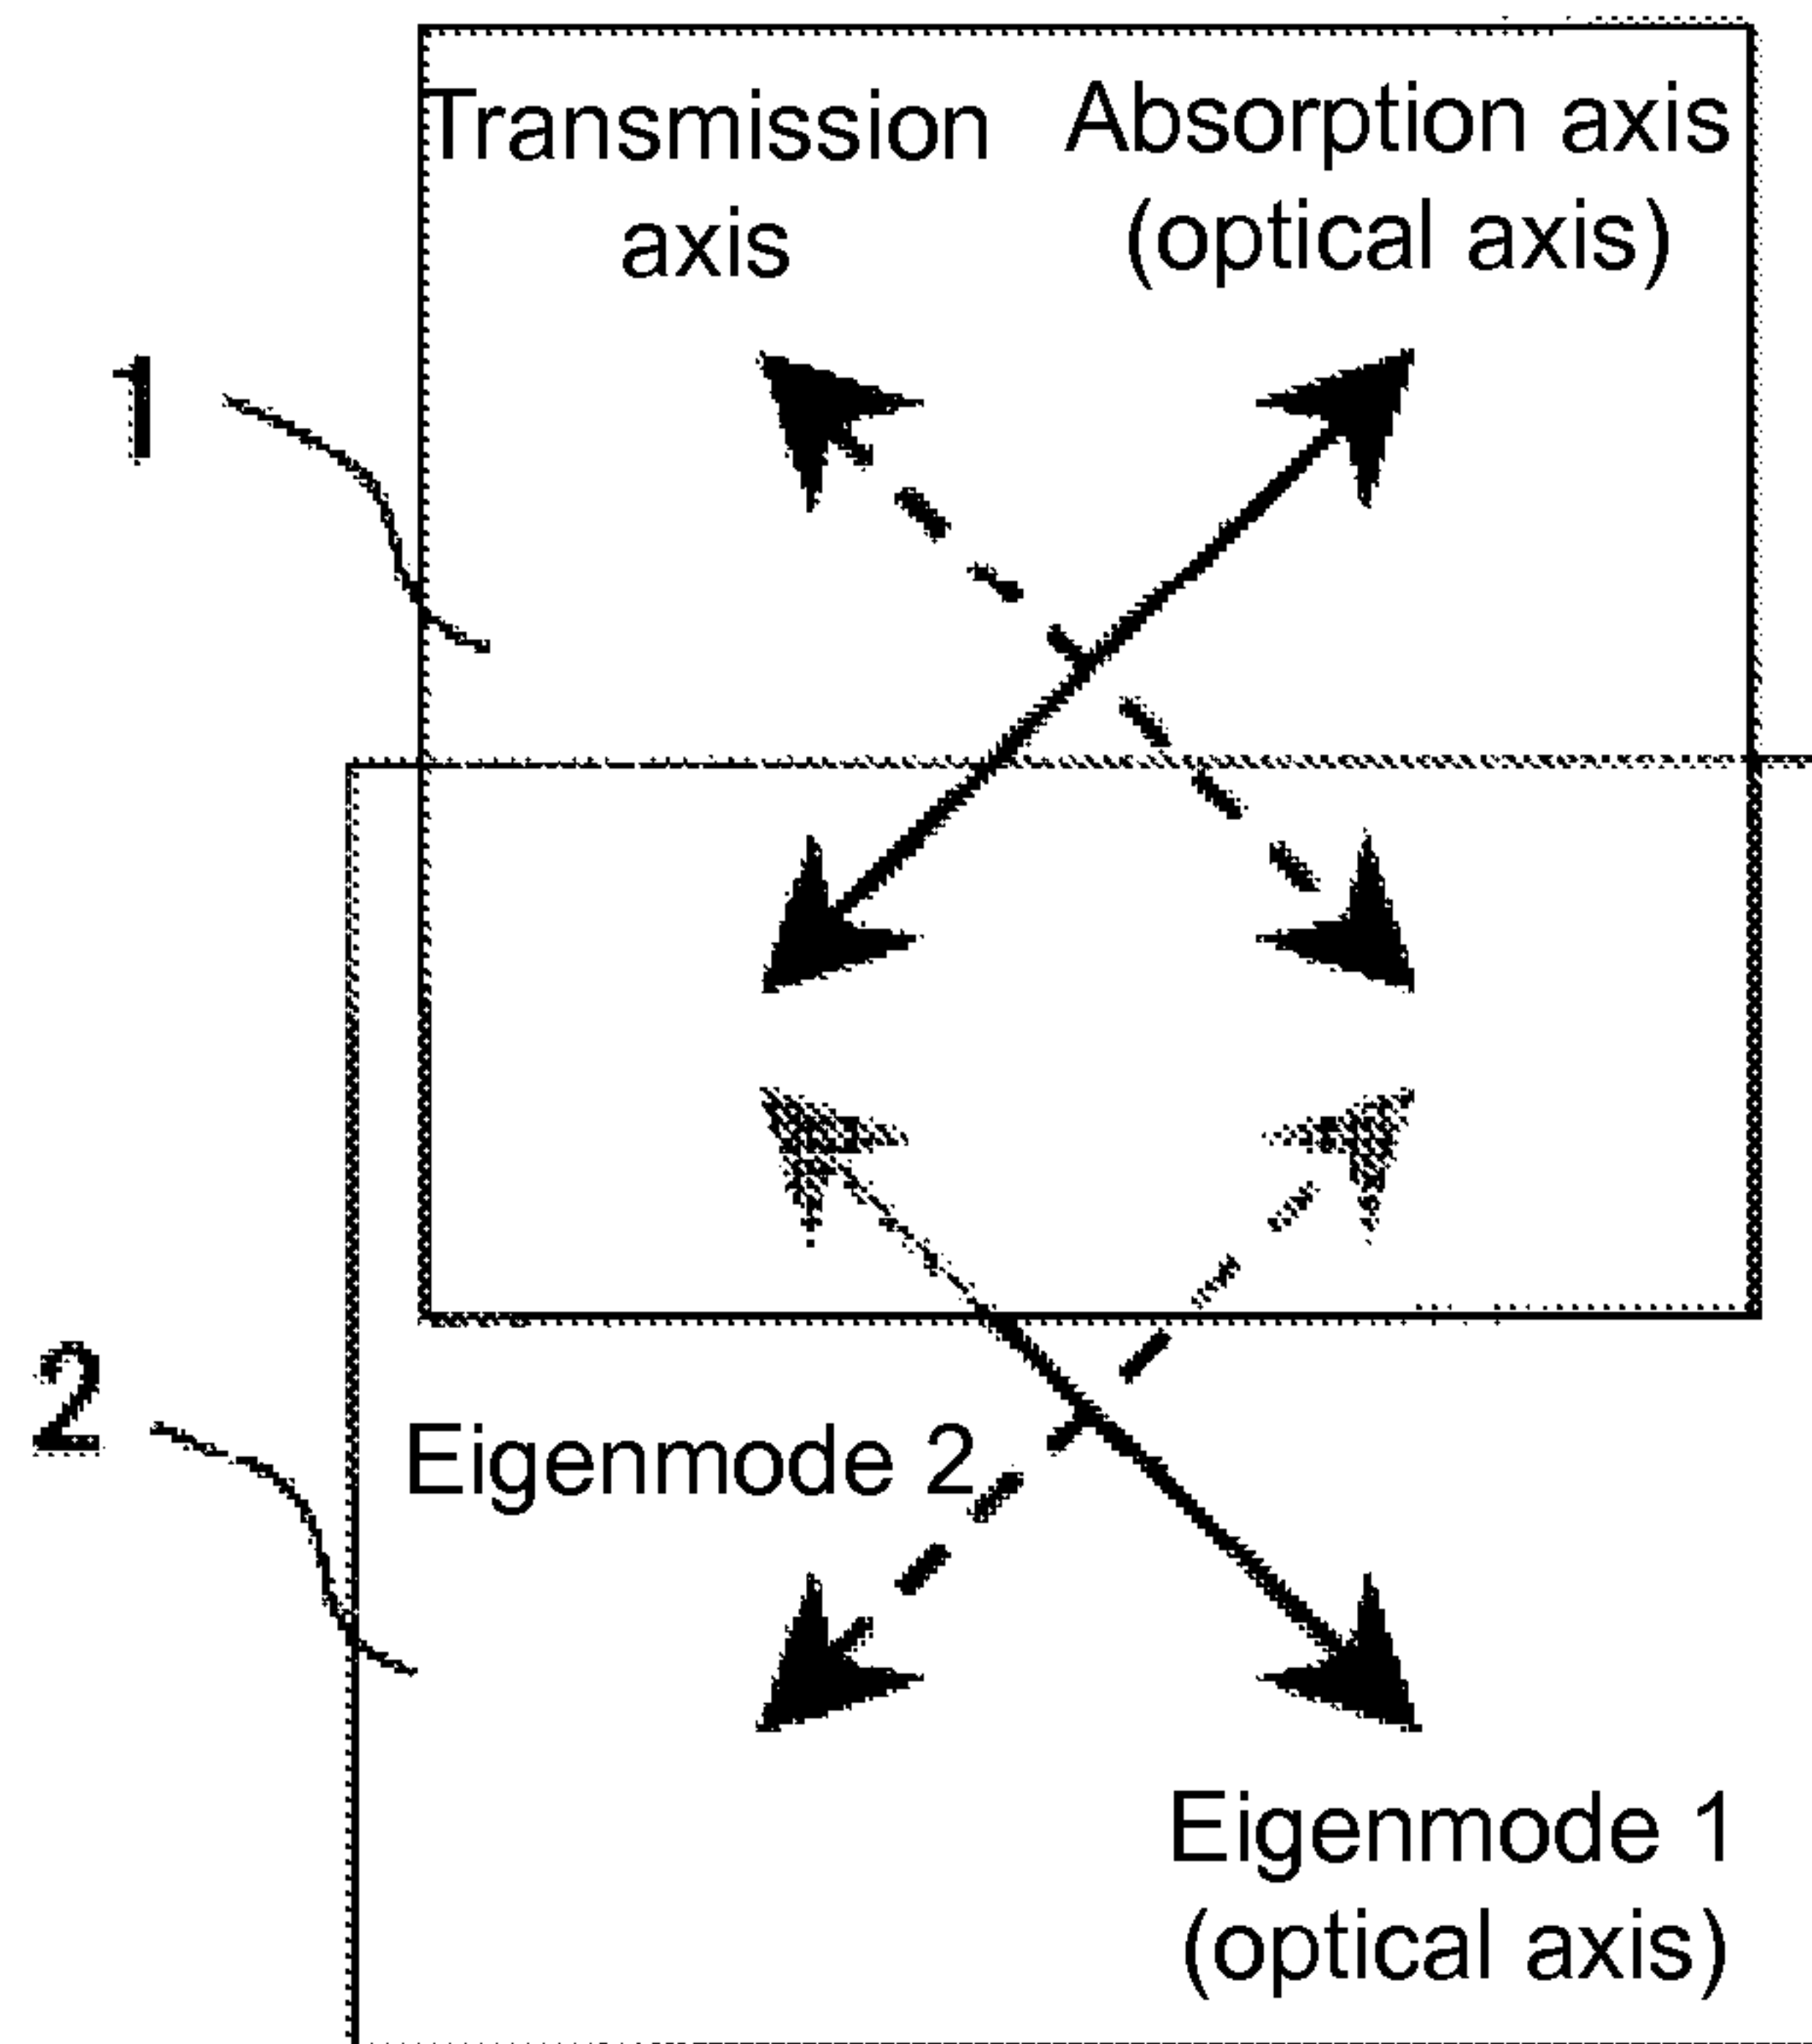 Transmission
axis
Absorption axis
(optical axis)
1
2
Eigenmode 2
Eigenmode 1
(optical axis)